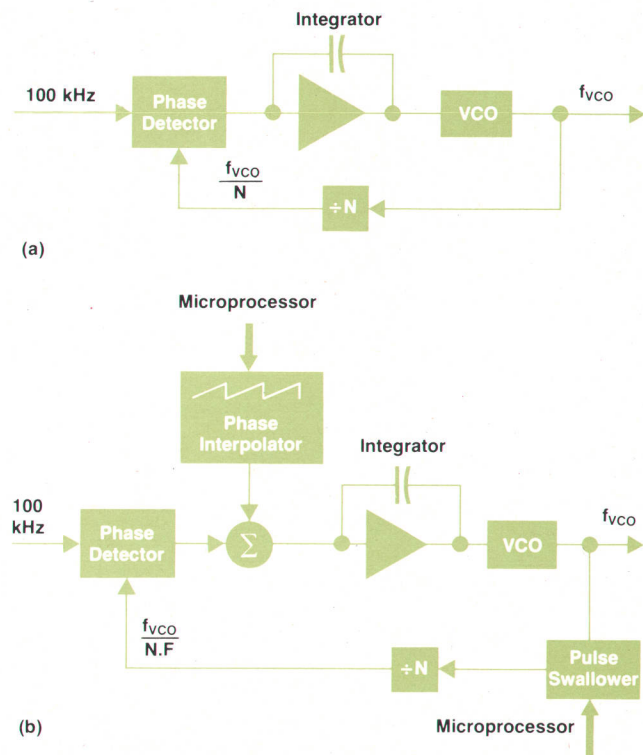 Integrator
100 kHz
Phase
Detector
VCO
fVCO
fVCO
N
÷N
(a)
Microprocessor
Phase
Interpolator
Integrator
100
kHz
Phase
Detector
Σ
VCO
fVCO
fVCO
N.F
÷N
Pulse
Swallower
Microprocessor
(b)